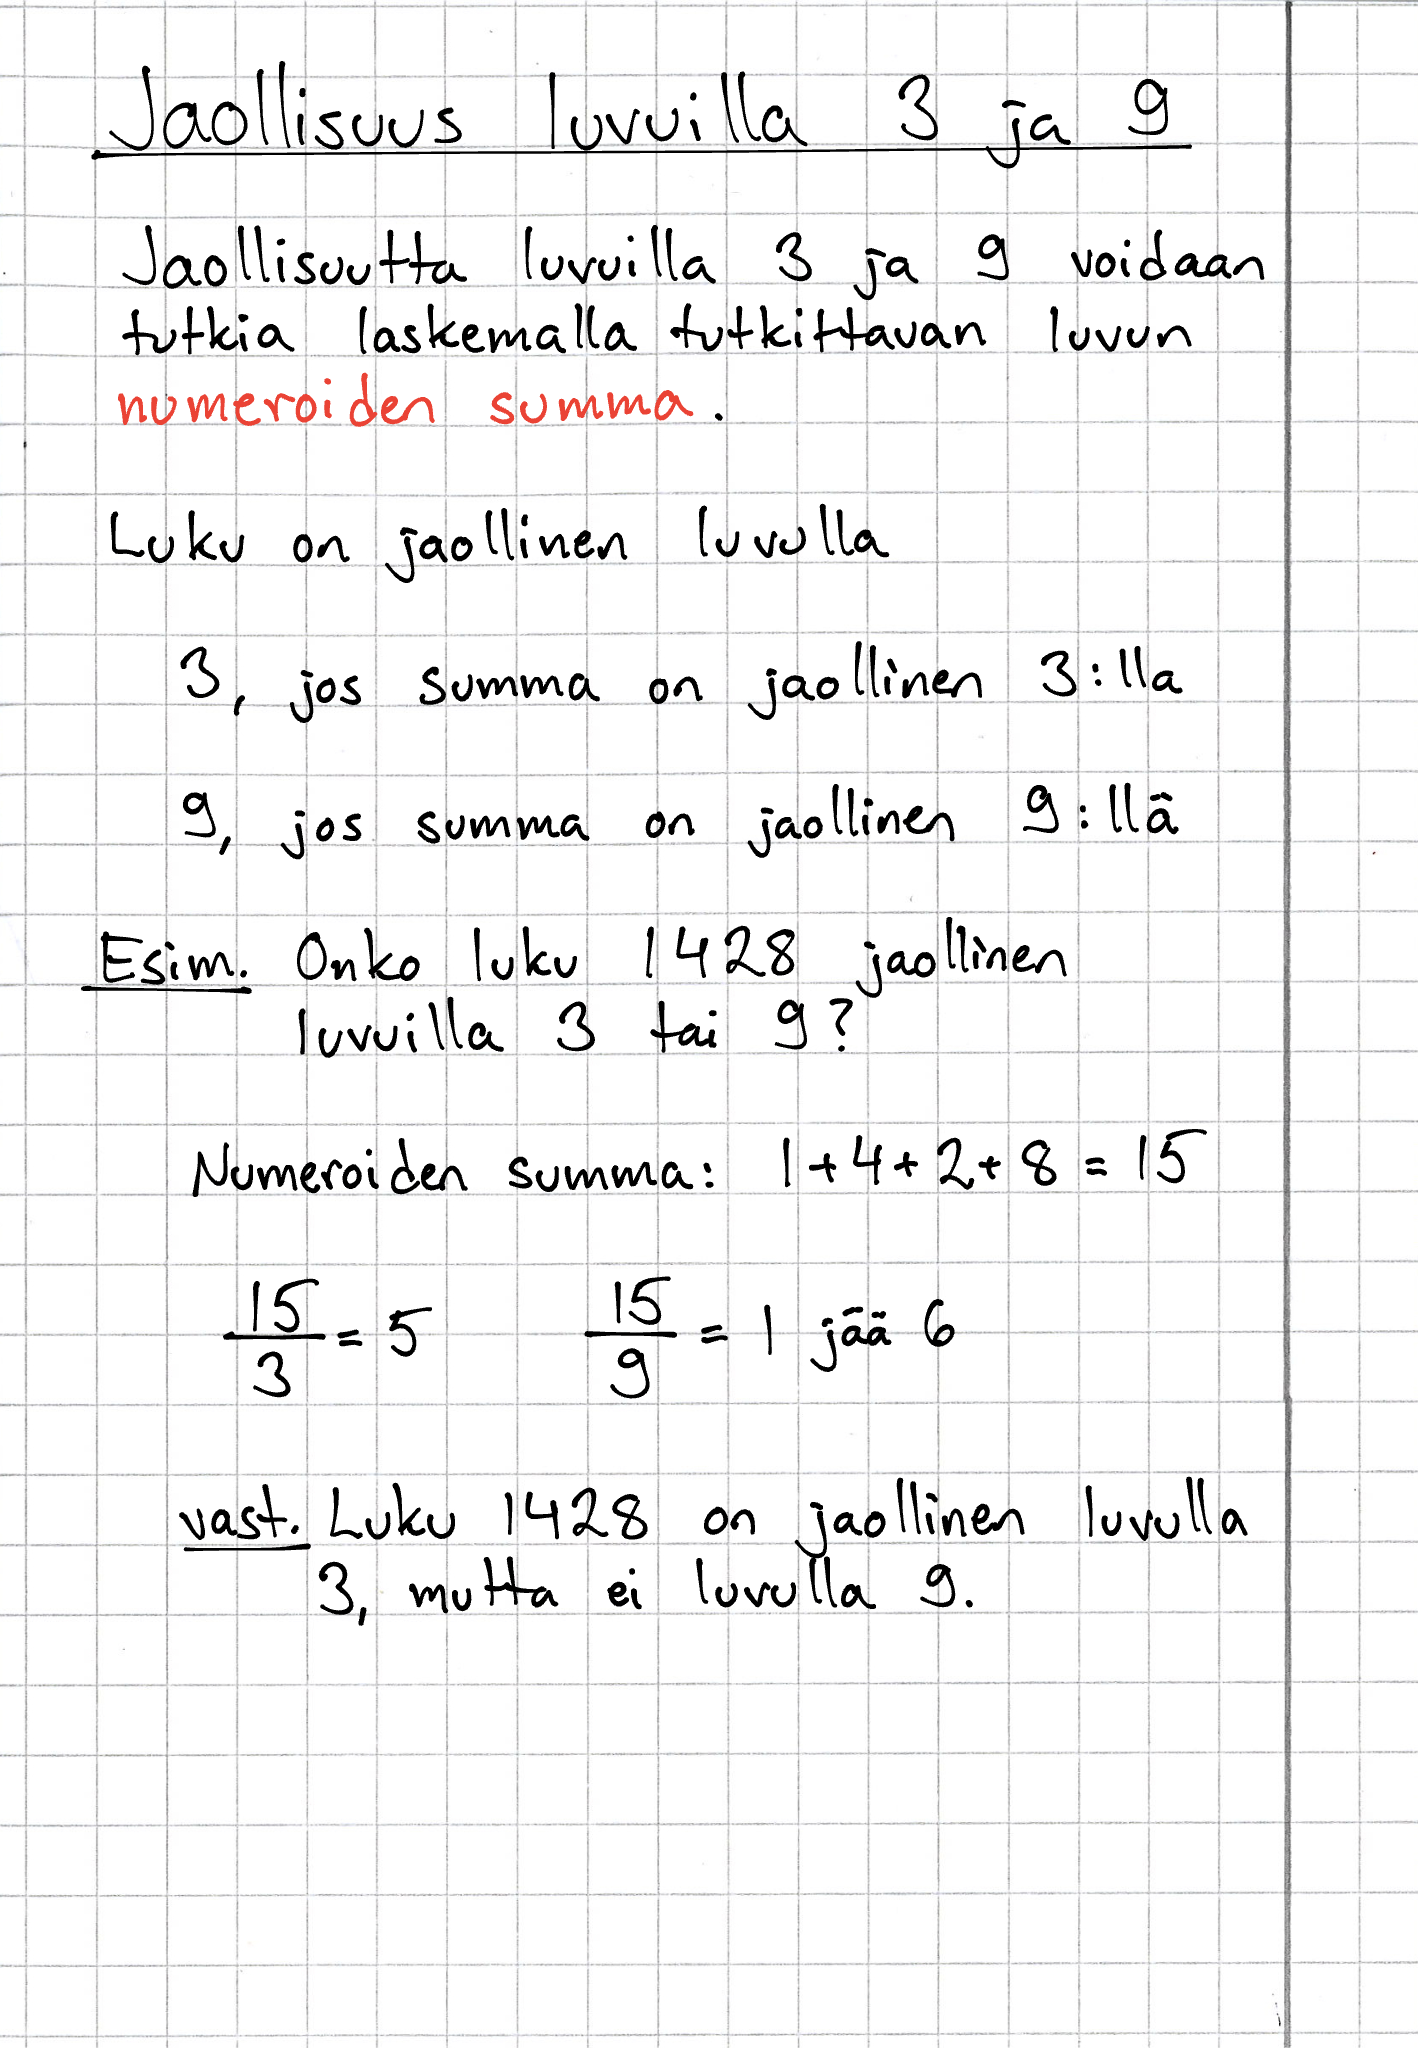 Jaollisuus luvuilla 3 ja 9
Jaollisuutta luvuilla 3 ja 9 voidaan
tutkia laskemalla tutkittavan luvun
numeroiden summa.
Luku on jaollinen luvulla
3, jos summa on jaollinen 3:lla
9, jos summa on jaollinen 9:llä
Esim. Onko luku 1428 jaollinen
luvuilla 3 tai 9?
Numeroiden summa: 1+4+2+8 = 15
15/3 = 5 15/9 = 1 jää 6
vast. Luku 1428 on jaollinen luvulla
3, mutta ei luvulla 9.